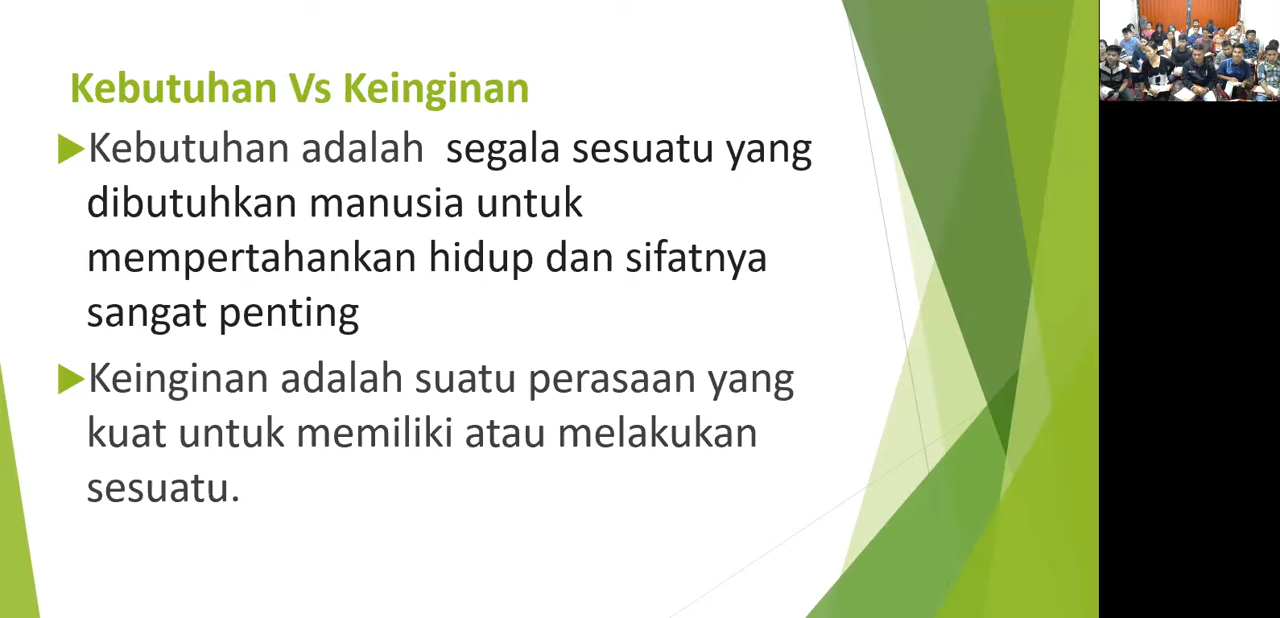 Kebutuhan Vs Keinginan
Kebutuhan adalah segala sesuatu yang
dibutuhkan manusia untuk
mempertahankan hidup dan sifatnya
sangat penting
Keinginan adalah suatu perasaan yang
kuat untuk memiliki atau melakukan
sesuatu.